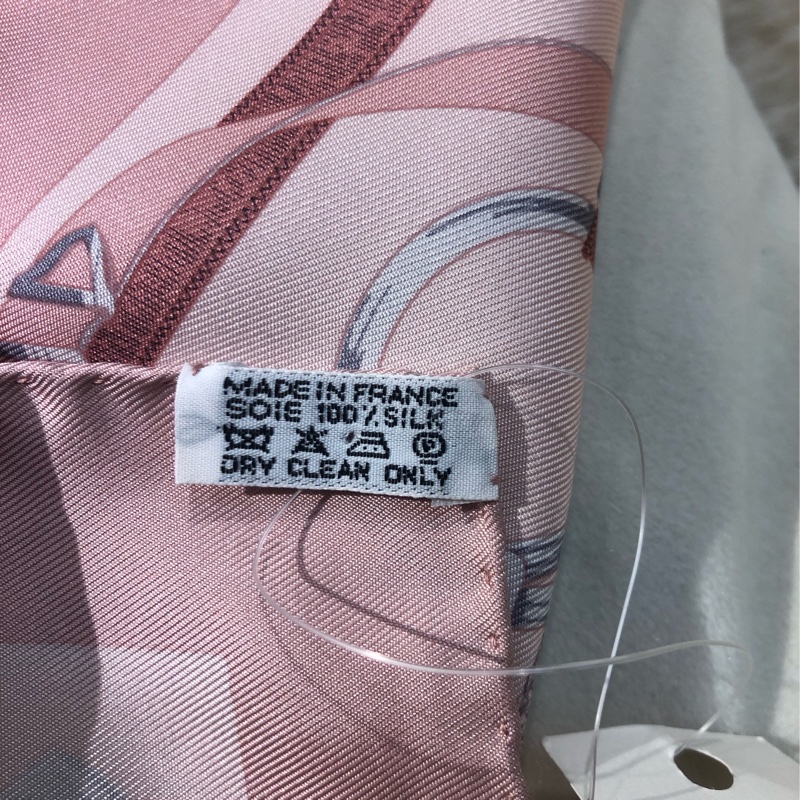 MADE IN FRANCE
SOIE 100% SILK
DRY CLEAN ONLY